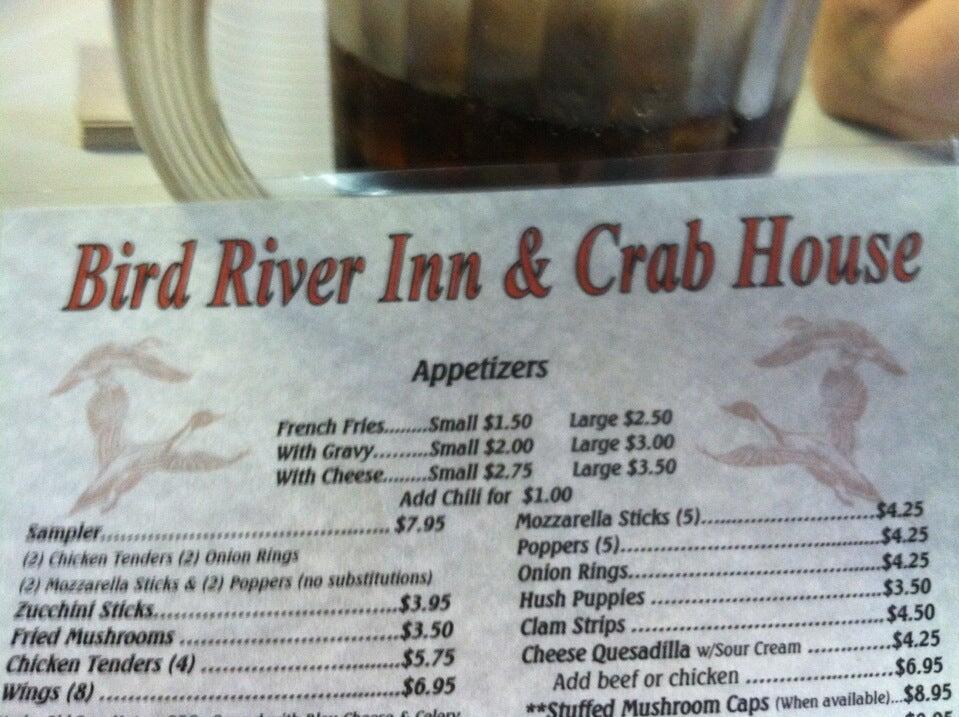 Bird River Inn & Crab House
Appetizers
French Fries........Small $1.50 Large $2.50
With Gravy..........Small $2.00 Large $3.00
With Cheese........Small $2.75 Large $3.50
Add Chili for $1.00
Sampler.................................................... $7.95
(2) Chicken Tenders (2) Onion Rings
(2) Mozzarella Sticks & (2) Poppers (no substitutions)
Zucchini Sticks............................................$3.95
Fried Mushrooms ........................................$3.50
Chicken Tenders (4) ....................................$5.75
Wings (8) ......................................................$6.95
Mozzarella Sticks (5)................................$4.25
Poppers (5)................................................$4.25
Onion Rings...............................................$4.25
Hush Puppies ............................................$3.50
Clam Strips ................................................$4.50
Cheese Quesadilla w/Sour Cream ..............$4.25
Add beef or chicken ..............................$6.95
**Stuffed Mushroom Caps (When available)...$8.95